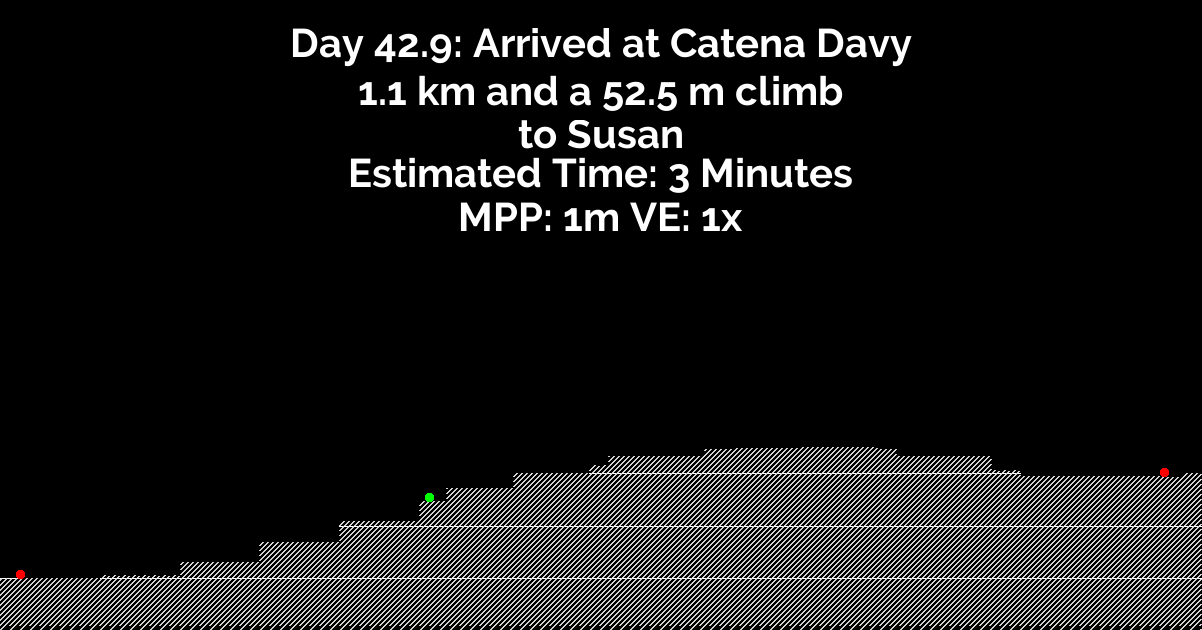 Day 42.9: Arrived at Catena Davy
1.1 km and a 52.5 m climb
to Susan
Estimated Time: 3 Minutes
MPP: 1m VE: 1x